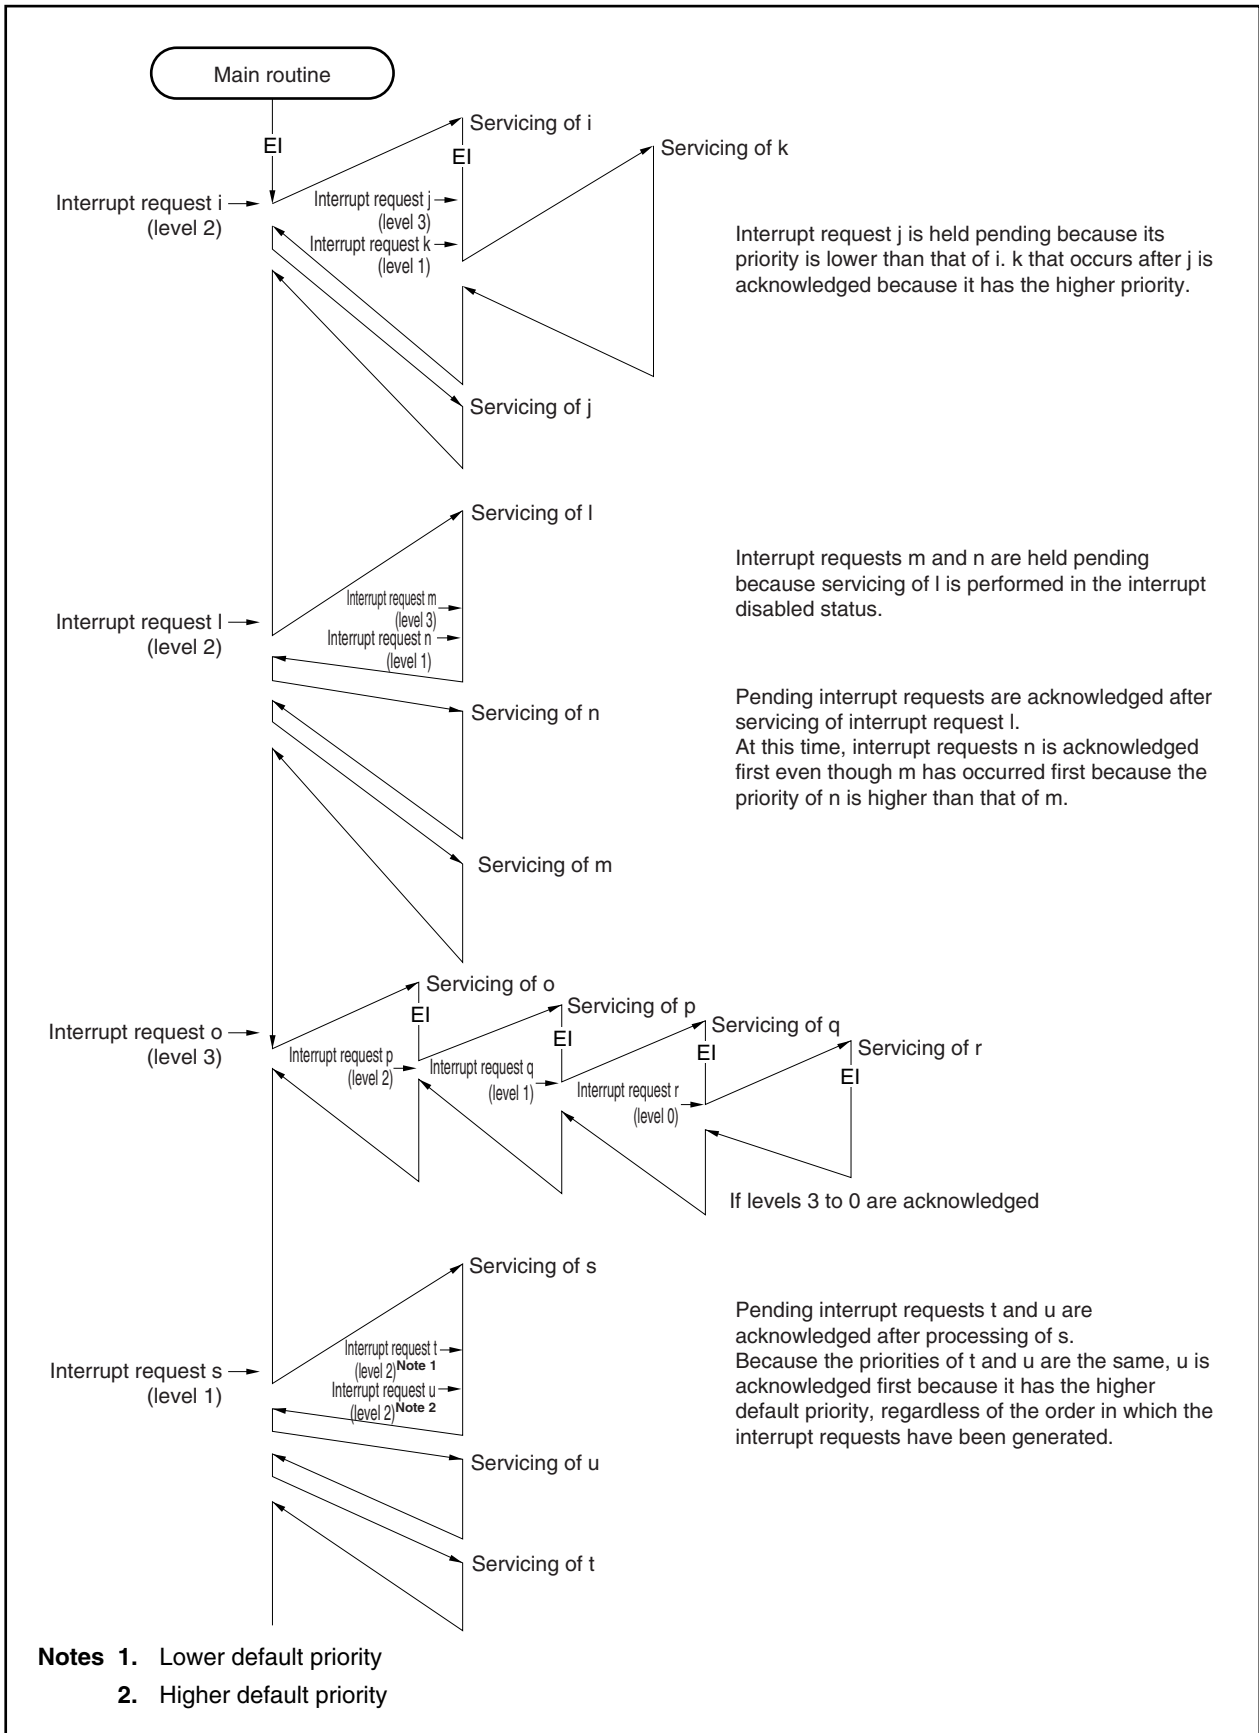 Main routine
EI
Servicing of i
EI
Servicing of k
Interrupt request i
(level 2)
Interrupt request j
(level 3)
Interrupt request k
(level 1)
Interrupt request j is held pending because its
priority is lower than that of i. k that occurs after j is
acknowledged because it has the higher priority.
Servicing of j
Servicing of l
Interrupt request l
(level 2)
Interrupt request m
(level 3)
Interrupt request n
(level 1)
Interrupt requests m and n are held pending
because servicing of l is performed in the interrupt
disabled status.
Servicing of n
Pending interrupt requests are acknowledged after
servicing of interrupt request l.
At this time, interrupt requests n is acknowledged
first even though m has occurred first because the
priority of n is higher than that of m.
Servicing of m
Interrupt request o
(level 3)
Servicing of o
EI
Interrupt request p
(level 2)
Servicing of p
EI
Interrupt request q
(level 1)
Servicing of q
EI
Interrupt request r
(level 0)
Servicing of r
EI
If levels 3 to 0 are acknowledged
Servicing of s
Interrupt request s
(level 1)
Interrupt request t
(level 2)Note 1
Interrupt request u
(level 2)Note 2
Pending interrupt requests t and u are
acknowledged after processing of s.
Because the priorities of t and u are the same, u is
acknowledged first because it has the higher
default priority, regardless of the order in which the
interrupt requests have been generated.
Servicing of u
Servicing of t
Notes 1. Lower default priority
2. Higher default priority